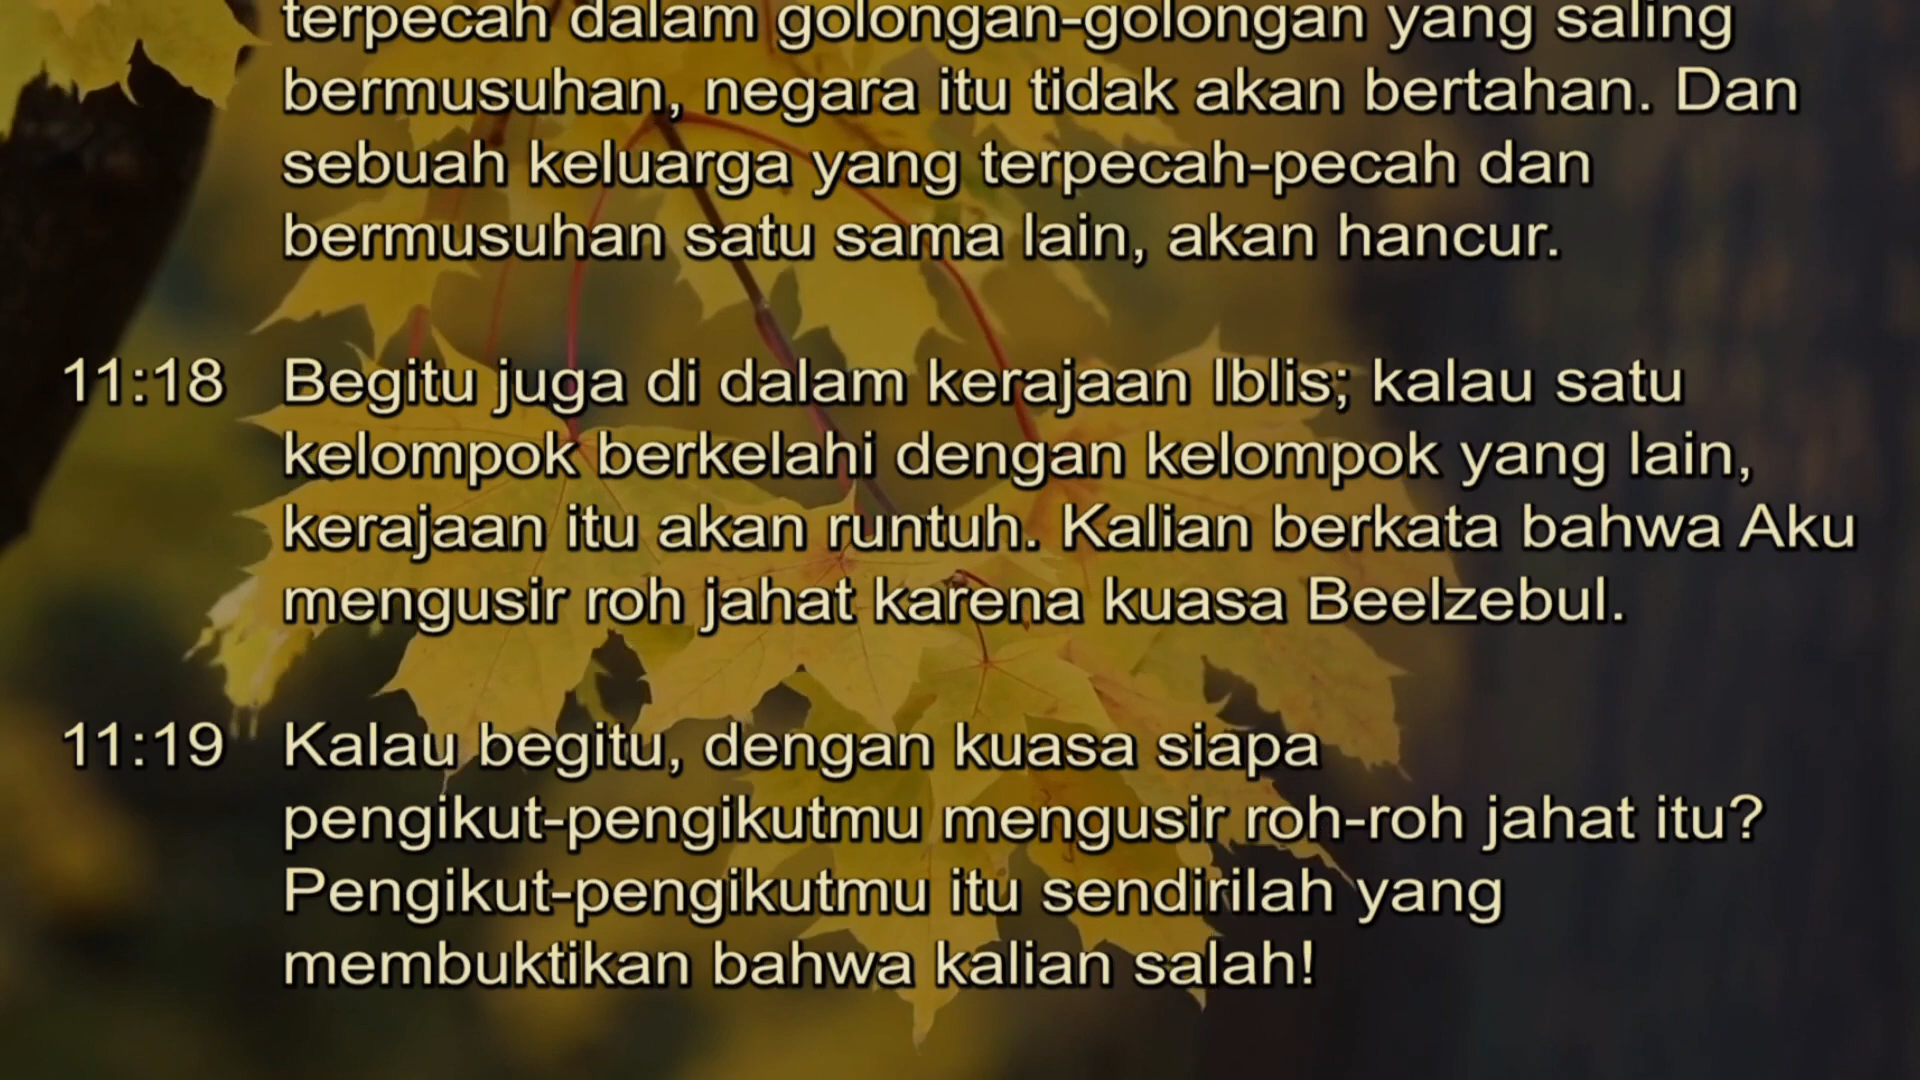 terpecah dalam golongan-golongan yang saling
bermusuhan, negara itu tidak akan bertahan. Dan
sebuah keluarga yang terpecah-pecah dan
bermusuhan satu sama lain, akan hancur.
11:18 Begitu juga di dalam kerajaan Iblis; kalau satu
kelompok berkelahi dengan kelompok yang lain,
kerajaan itu akan runtuh. Kalian berkata bahwa Aku
mengusir roh jahat karena kuasa Beelzebul.
11:19 Kalau begitu, dengan kuasa siapa
pengikut-pengikutmu mengusir roh-roh jahat itu?
Pengikut-pengikutmu itu sendirilah yang
membuktikan bahwa kalian salah!